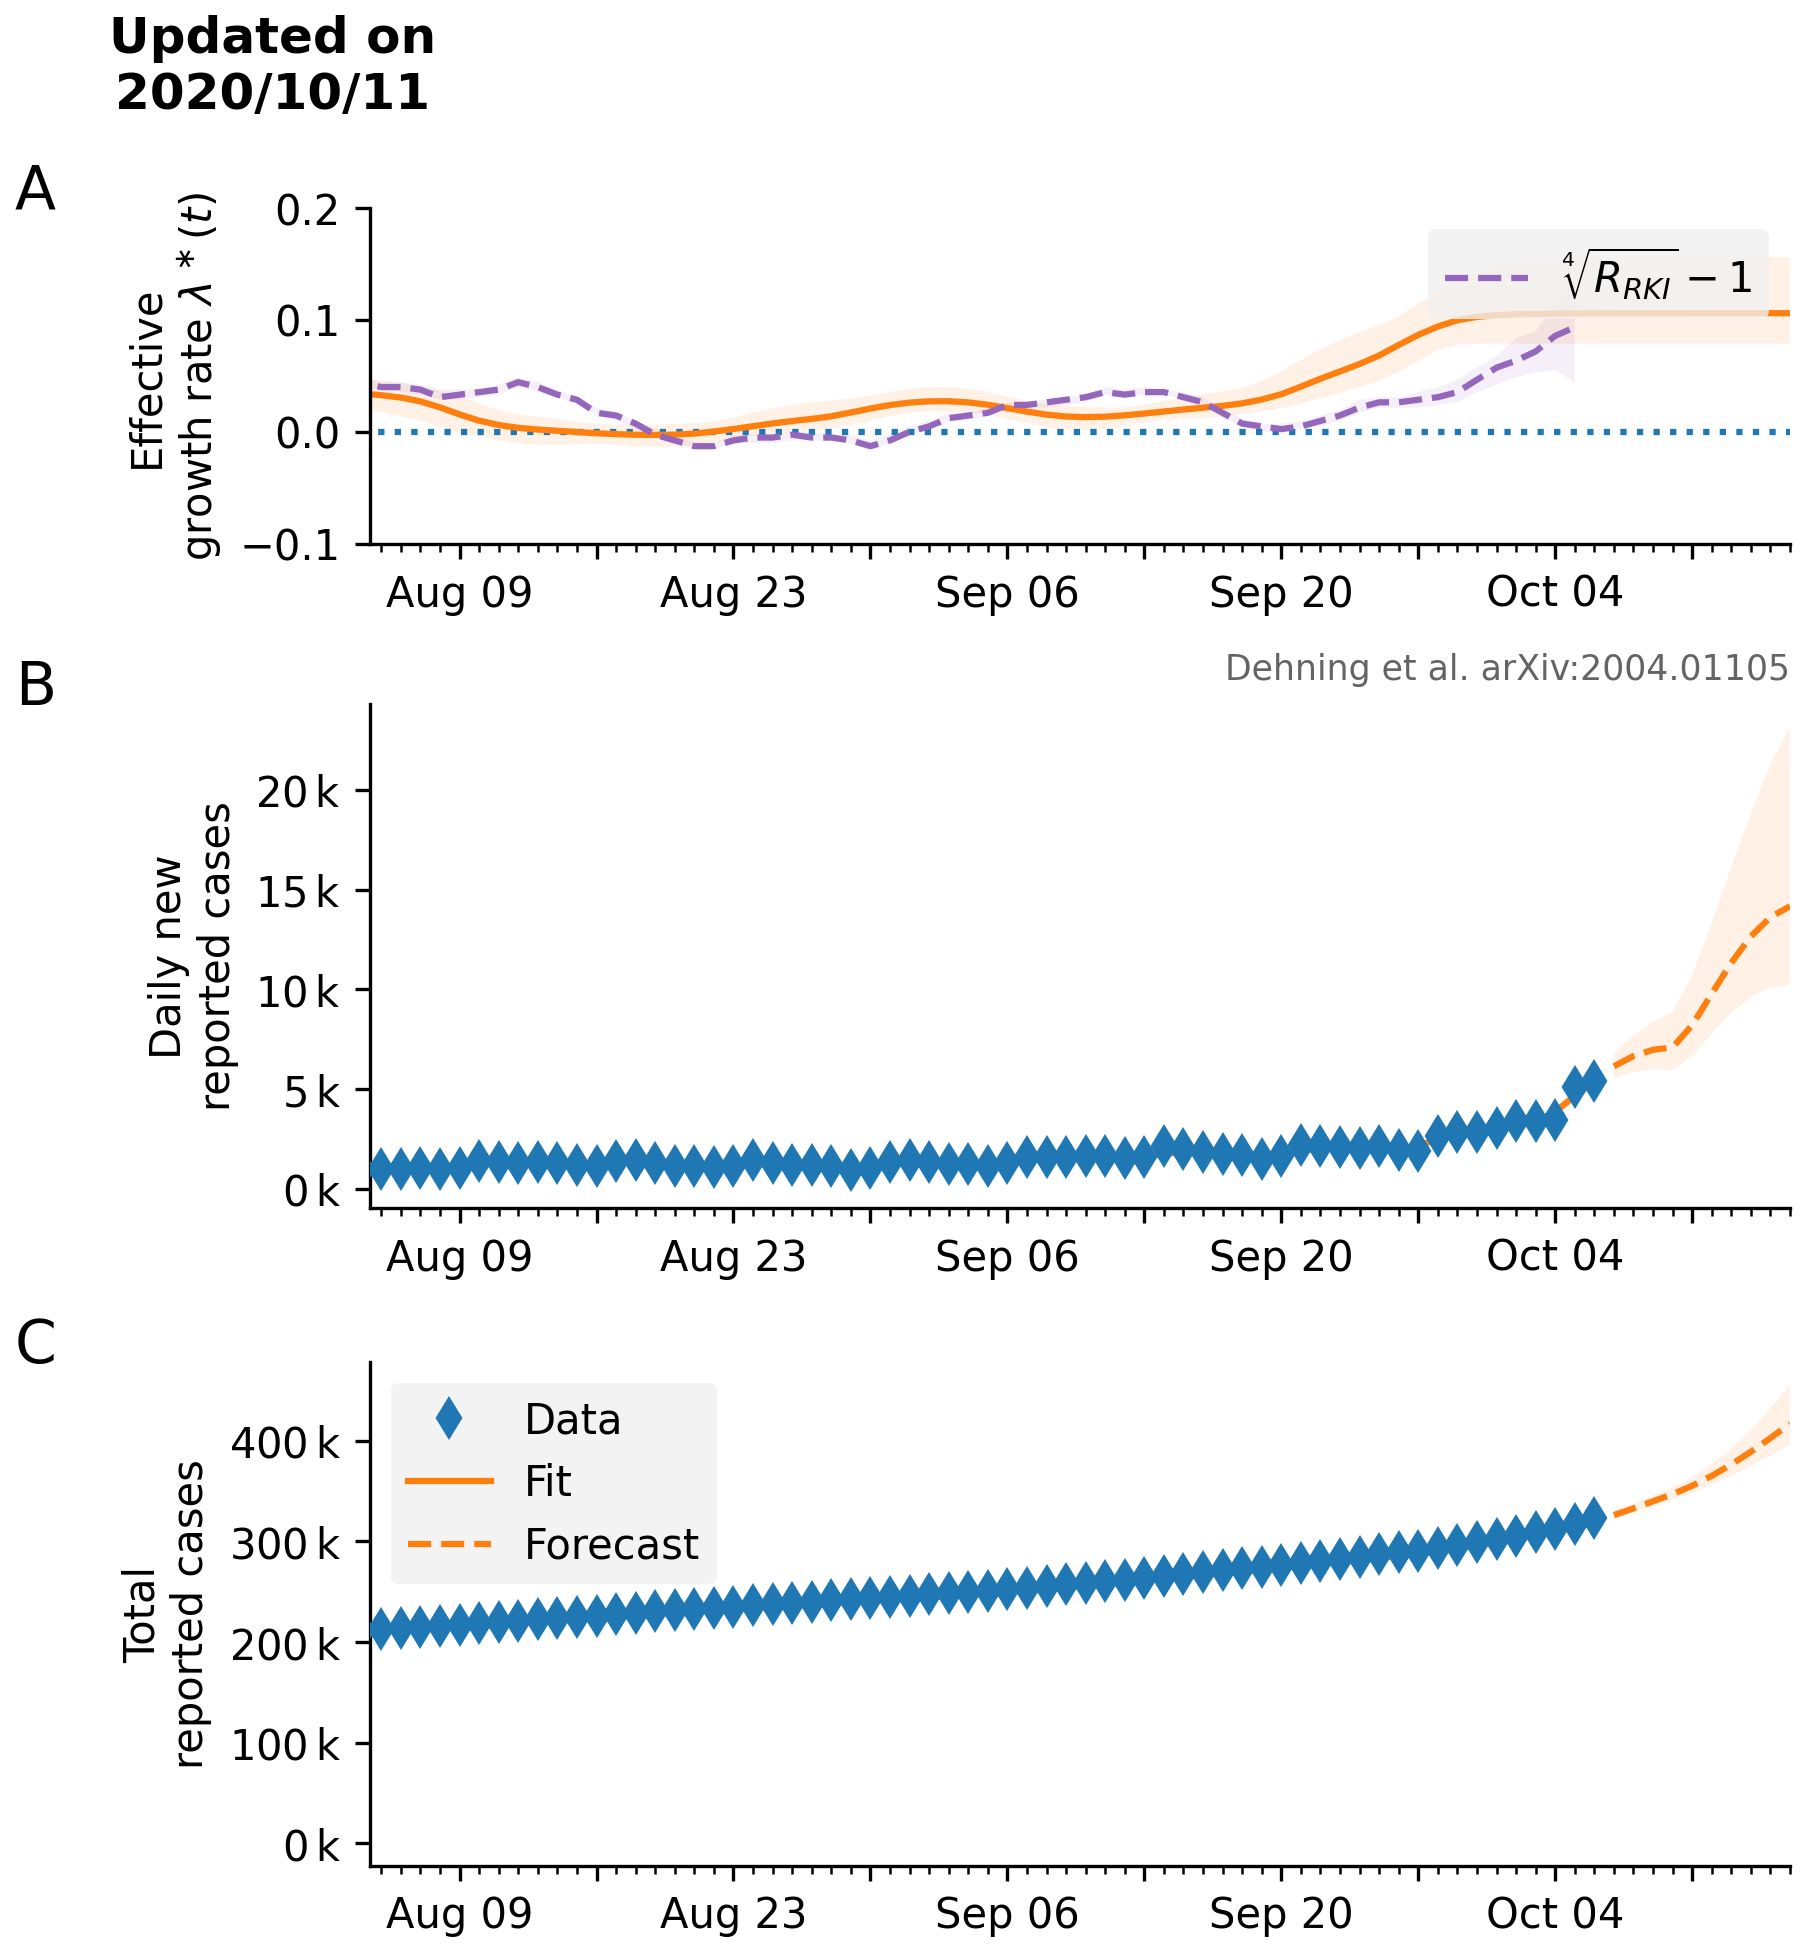 Updated on
2020/10/11
A
Effective
growth rate λ * (t)
0.2
0.1
0.0
−0.1
∜R_RKI − 1
Aug 09 Aug 23 Sep 06 Sep 20 Oct 04
Dehning et al. arXiv:2004.01105
B
Daily new
reported cases
20 k
15 k
10 k
5 k
0 k
Aug 09 Aug 23 Sep 06 Sep 20 Oct 04
C
Total
reported cases
400 k
300 k
200 k
100 k
0 k
Data
Fit
Forecast
Aug 09 Aug 23 Sep 06 Sep 20 Oct 04